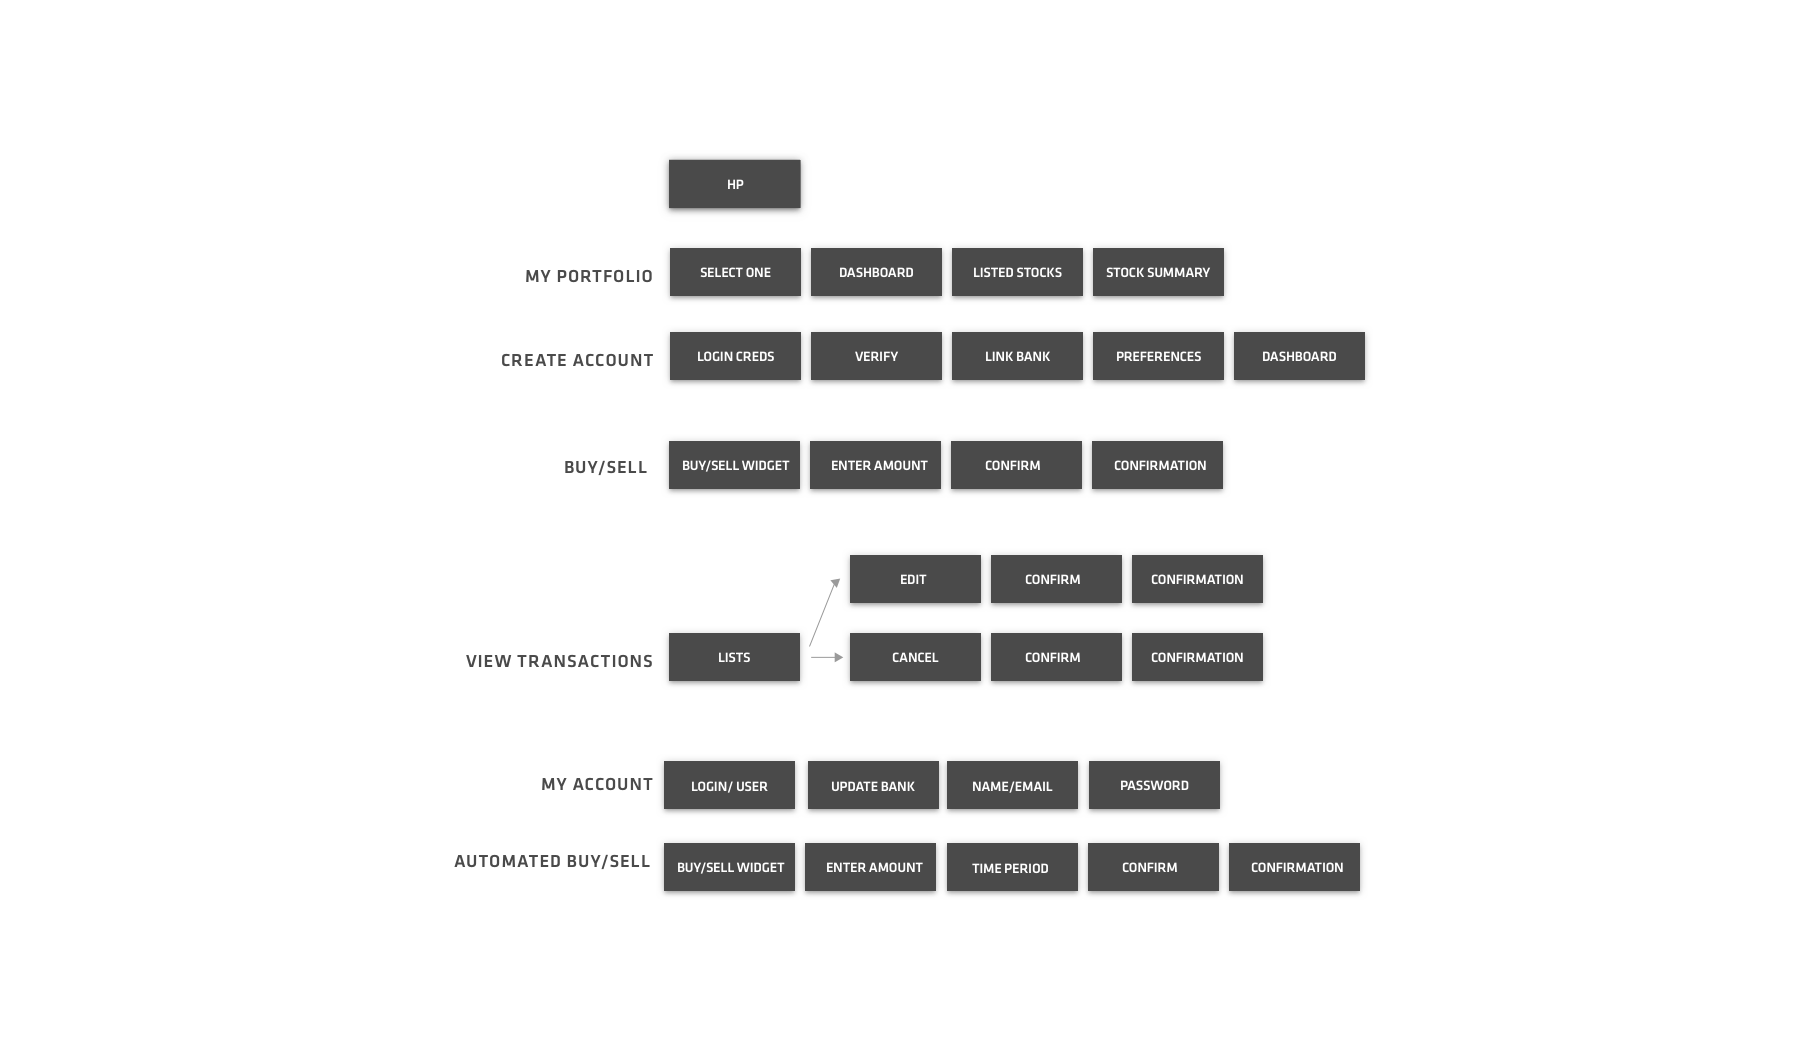 HP
MY PORTFOLIO SELECT ONE DASHBOARD LISTED STOCKS STOCK SUMMARY
CREATE ACCOUNT LOGIN CREDS VERIFY LINK BANK PREFERENCES DASHBOARD
BUY/SELL BUY/SELL WIDGET ENTER AMOUNT CONFIRM CONFIRMATION
EDIT CONFIRM CONFIRMATION
VIEW TRANSACTIONS LISTS CANCEL CONFIRM CONFIRMATION
MY ACCOUNT LOGIN/ USER UPDATE BANK NAME/EMAIL PASSWORD
AUTOMATED BUY/SELL BUY/SELL WIDGET ENTER AMOUNT TIME PERIOD CONFIRM CONFIRMATION